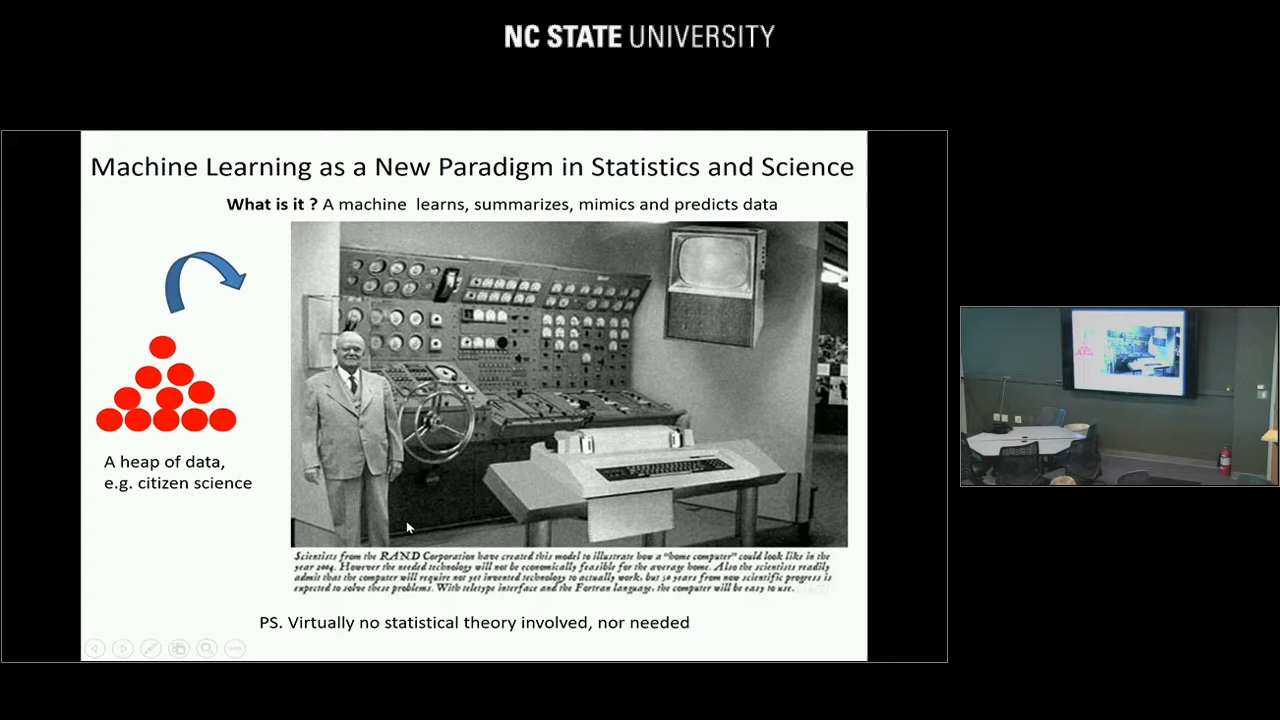 NC STATE UNIVERSITY
Machine Learning as a New Paradigm in Statistics and Science
What is it ? A machine learns, summarizes, mimics and predicts data
A heap of data,
e.g. citizen science
Scientists from the RAND Corporation have created this model to illustrate how a "home computer" could look like in the
year 2004. However the needed technology will not be economically feasible for the average home. Also the scientists readily
admit that the computer will require not yet invented technology to actually work, but 50 years from now scientific progress is
expected to solve these problems. With teletype interface and the Fortran language, the computer will be easy to use.
PS. Virtually no statistical theory involved, nor needed